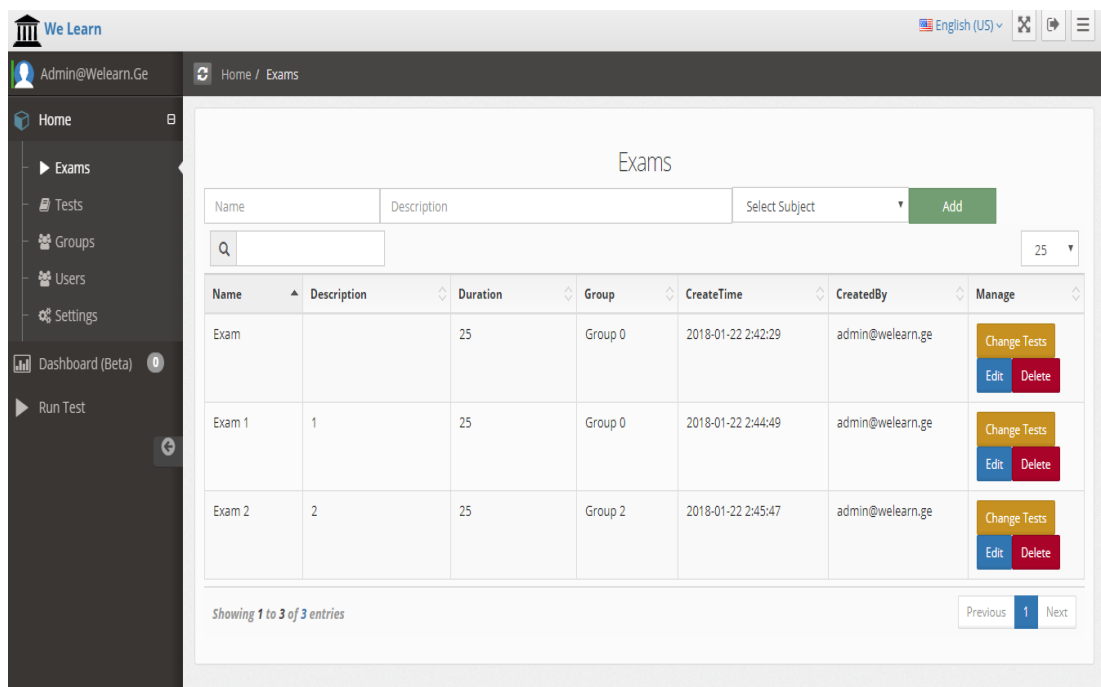 We Learn
English (US)
Admin@Welearn.Ge
Home / Exams
Home
Exams
Tests
Groups
Users
Settings
Dashboard (Beta) 0
Run Test
Exams
Name Description Select Subject Add
25
Name Description Duration Group CreateTime CreatedBy Manage
Exam 25 Group 0 2018-01-22 2:42:29 admin@welearn.ge Change Tests
Edit Delete
Exam 1 1 25 Group 0 2018-01-22 2:44:49 admin@welearn.ge Change Tests
Edit Delete
Exam 2 2 25 Group 2 2018-01-22 2:45:47 admin@welearn.ge Change Tests
Edit Delete
Showing 1 to 3 of 3 entries
Previous 1 Next